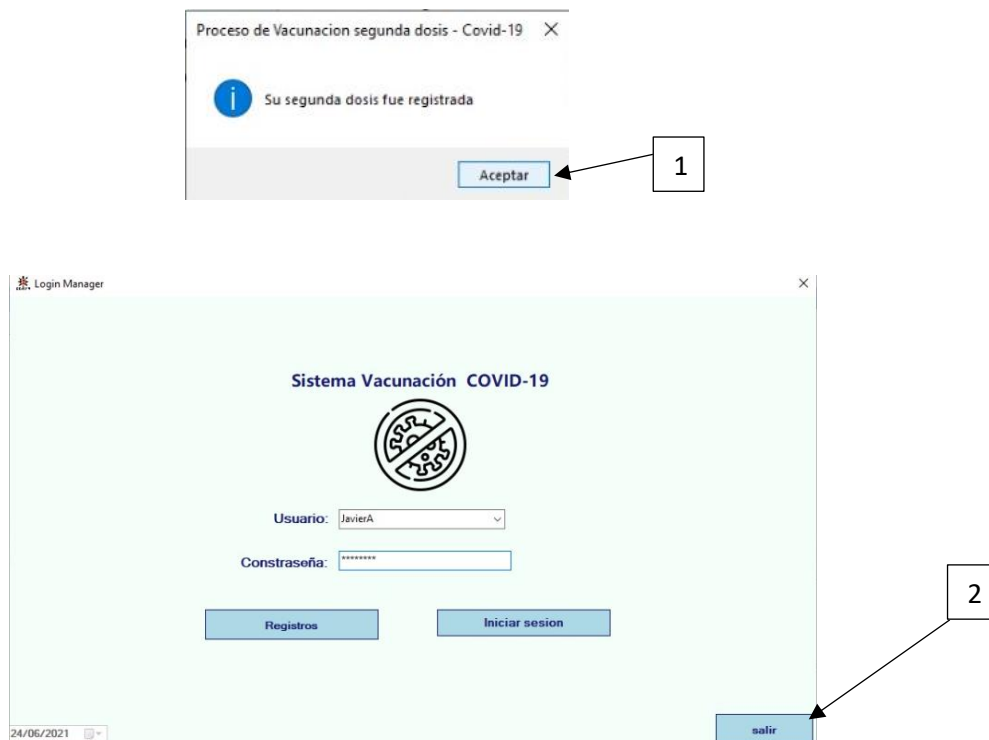 Proceso de Vacunacion segunda dosis - Covid-19
Su segunda dosis fue registrada
Aceptar
1
Login Manager
Sistema Vacunación COVID-19
Usuario: JavierA
Constraseña: ********
Registros
Iniciar sesion
2
salir
24/06/2021